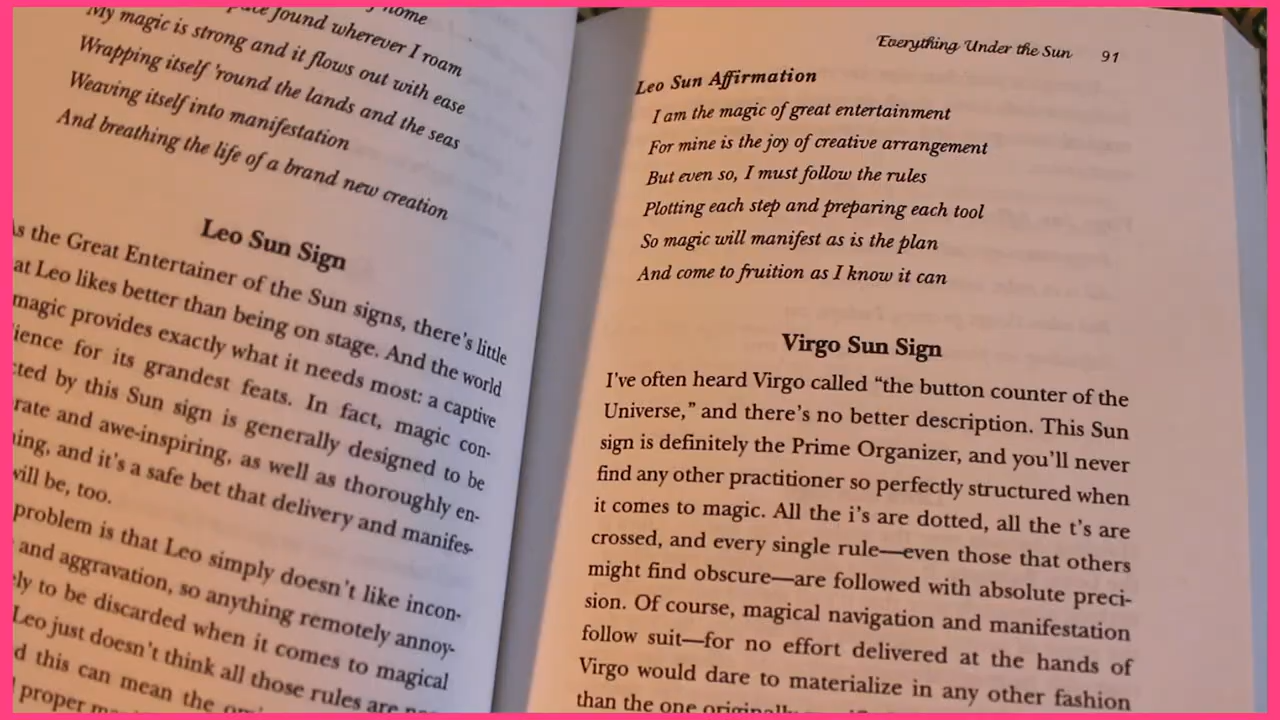 home
found wherever I roam
My magic is strong and it flows out with ease
Wrapping itself 'round the lands and the seas
Weaving itself into manifestation
And breathing the life of a brand new creation
Leo Sun Sign
As the Great Entertainer of the Sun signs, there's little
at Leo likes better than being on stage. And the world
magic provides exactly what it needs most: a captive
ience for its grandest feats. In fact, magic con-
cted by this Sun sign is generally designed to be
rate and awe-inspiring, as well as thoroughly en-
ning, and it's a safe bet that delivery and manifes-
will be, too.
problem is that Leo simply doesn't like incon-
and aggravation, so anything remotely annoy-
ely to be discarded when it comes to magical
Leo just doesn't think all those rules are
d this can mean the
proper
Everything Under the Sun 91
Leo Sun Affirmation
I am the magic of great entertainment
For mine is the joy of creative arrangement
But even so, I must follow the rules
Plotting each step and preparing each tool
So magic will manifest as is the plan
And come to fruition as I know it can
Virgo Sun Sign
I've often heard Virgo called “the button counter of the
Universe,” and there's no better description. This Sun
sign is definitely the Prime Organizer, and you'll never
find any other practitioner so perfectly structured when
it comes to magic. All the i's are dotted, all the t's are
crossed, and every single rule—even those that others
might find obscure—are followed with absolute preci-
sion. Of course, magical navigation and manifestation
follow suit—for no effort delivered at the hands of
Virgo would dare to materialize in any other fashion
than the one originally